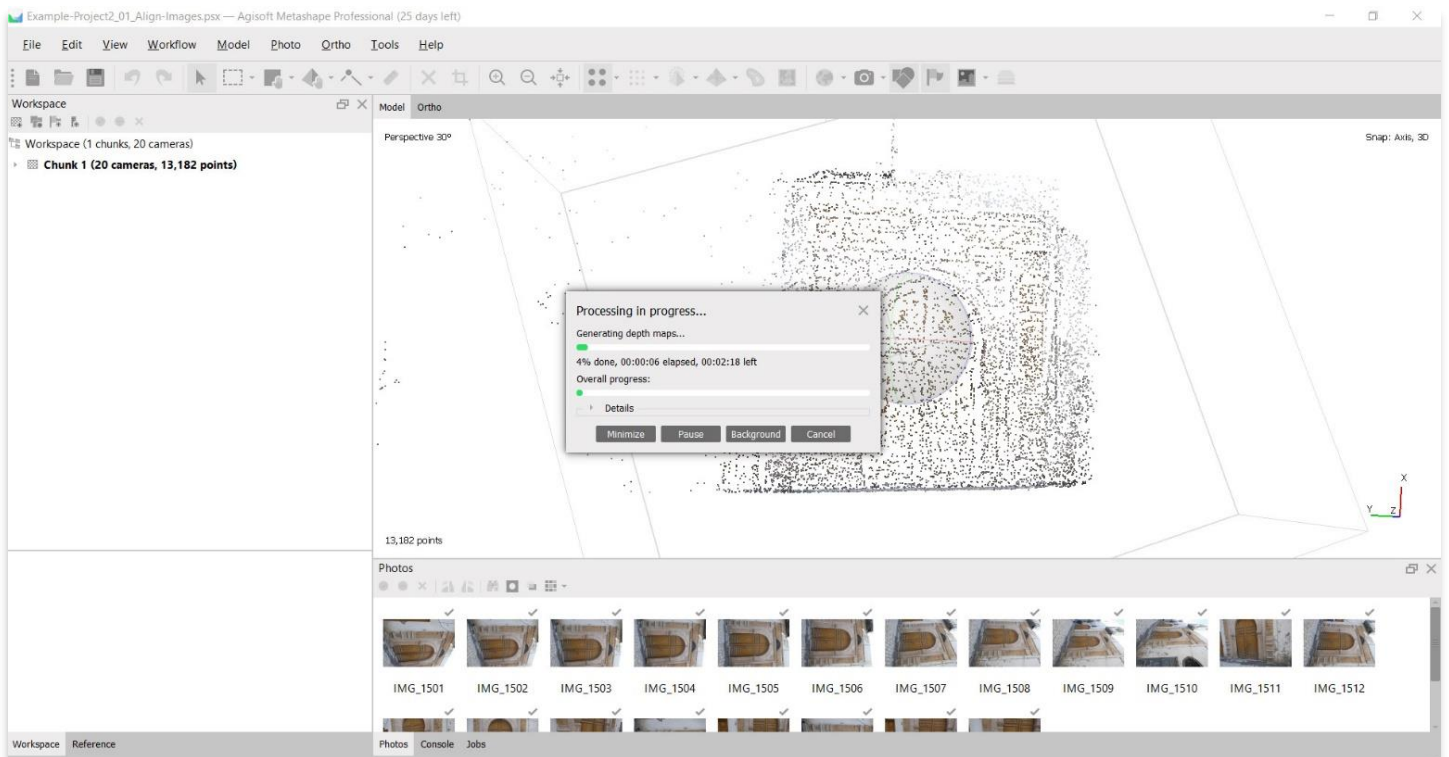 Example-Project2_01_Align-Images.psx — Agisoft Metashape Professional (25 days left)
File Edit View Workflow Model Photo Ortho Tools Help
Workspace
Workspace (1 chunks, 20 cameras)
Chunk 1 (20 cameras, 13,182 points)
Model Ortho
Perspective 30°
Snap: Axis, 3D
Processing in progress...
Generating depth maps...
4% done, 00:00:06 elapsed, 00:02:18 left
Overall progress:
Details
Minimize Pause Background Cancel
X
Y Z
13,182 points
Photos
IMG_1501 IMG_1502 IMG_1503 IMG_1504 IMG_1505 IMG_1506 IMG_1507 IMG_1508 IMG_1509 IMG_1510 IMG_1511 IMG_1512
Workspace Reference
Photos Console Jobs